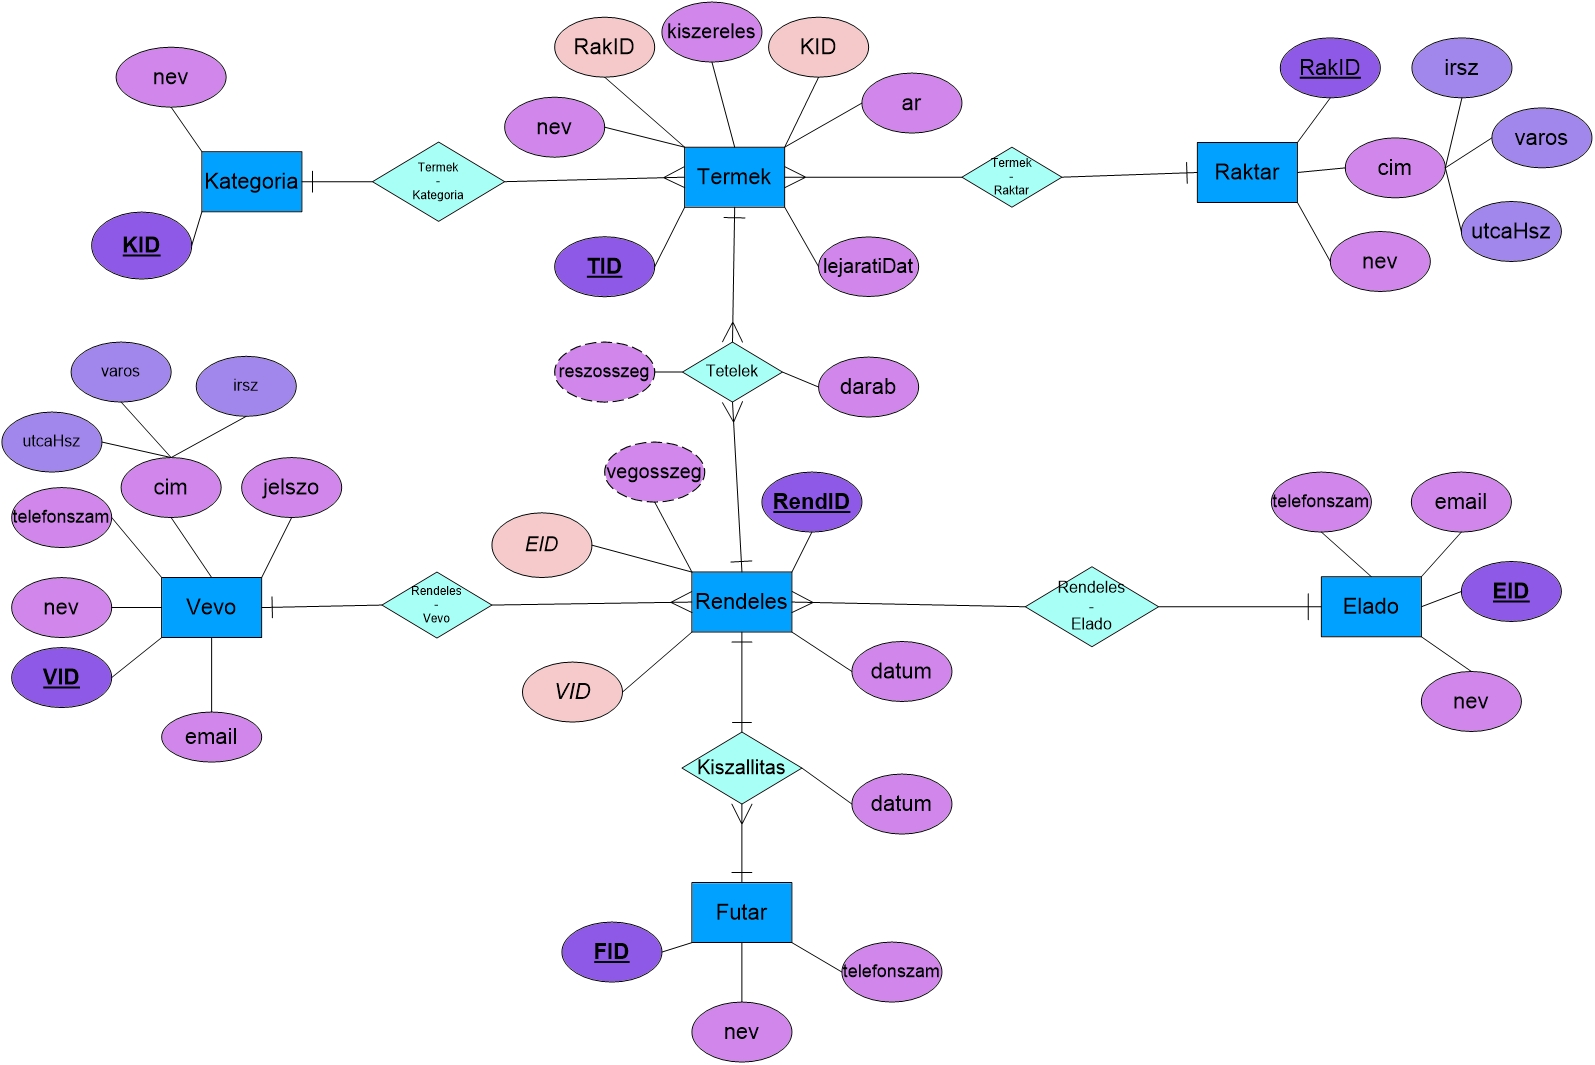 kiszereles
RakID
KID
nev
ar
nev
RakID
irsz
varos
cim
utcaHsz
nev
Kategoria
Termek
-
Kategoria
Termek
Termek
-
Raktar
Raktar
KID
TID
lejaratiDat
reszosszeg
Tetelek
darab
varos
irsz
utcaHsz
cim
jelszo
telefonszam
nev
Vevo
VID
email
Rendeles
-
Vevo
vegosszeg
RendID
EID
Rendeles
VID
datum
Rendeles
-
Elado
telefonszam
email
EID
Elado
nev
Kiszallitas
datum
Futar
FID
telefonszam
nev